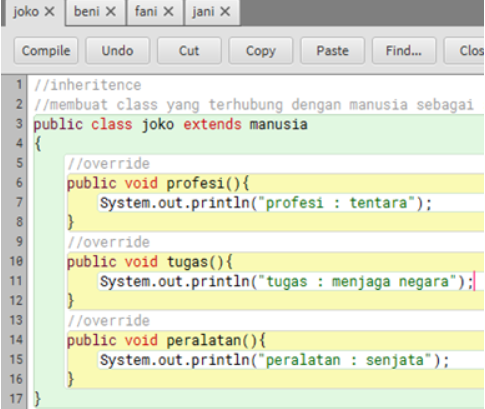 joko × beni × fani × jani ×
Compile Undo Cut Copy Paste Find... Clos
1 //inheritence
2 //membuat class yang terhubung dengan manusia sebagai
3 public class joko extends manusia
4 {
5 //override
6 public void profesi(){
7 System.out.println("profesi : tentara");
8 }
9 //override
10 public void tugas(){
11 System.out.println("tugas : menjaga negara");
12 }
13 //override
14 public void peralatan(){
15 System.out.println("peralatan : senjata");
16 }
17 }